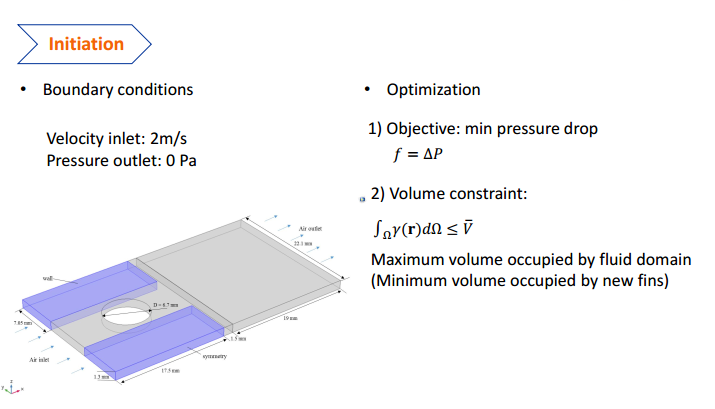 Initiation
• Boundary conditions
Velocity inlet: 2m/s
Pressure outlet: 0 Pa
• Optimization
1) Objective: min pressure drop
f = ΔP
2) Volume constraint:
∫Ωγ(r)dΩ ≤ V̄
Maximum volume occupied by fluid domain
(Minimum volume occupied by new fins)
Air outlet
22.1 mm
wall
D=6.7 mm
7.65 mm
19 mm
1.5 mm
Air inlet
symmetry
17.5 mm
1.3 mm
z
y
x